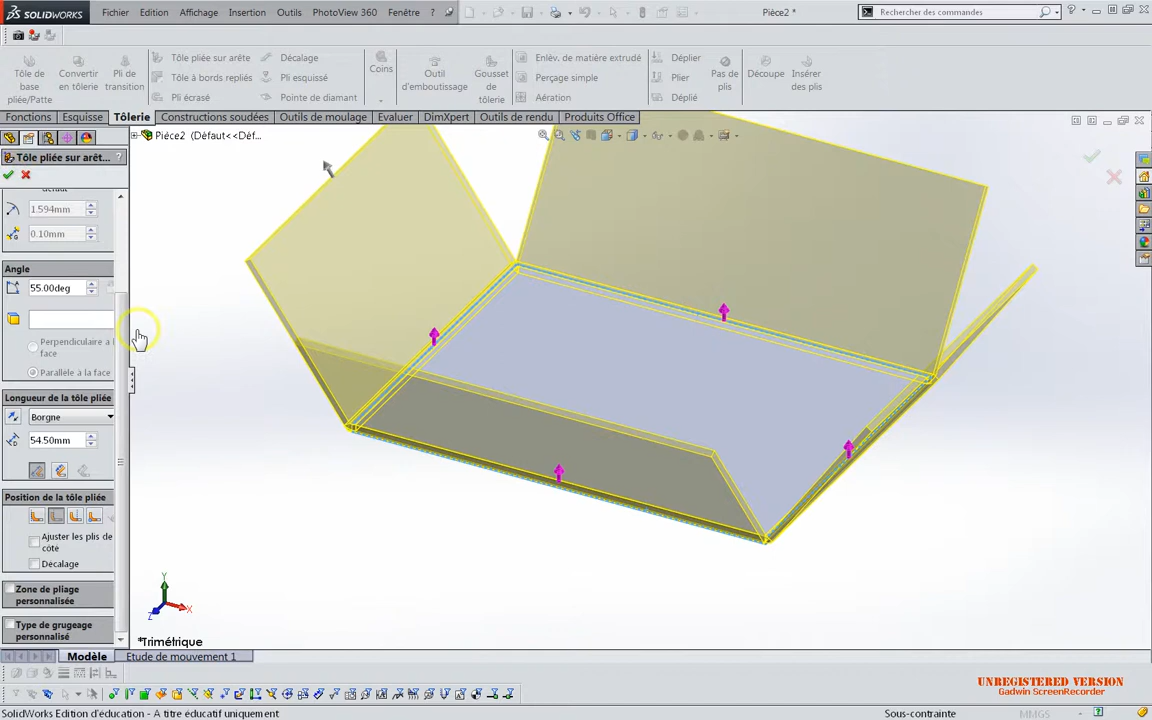 SOLIDWORKS Fichier Edition Affichage Insertion Outils PhotoView 360 Fenêtre ? Pièce2 * Rechercher des commandes ?
Tôle de base pliée/Patte
Convertir en tôlerie
Pli de transition
Tôle pliée sur arête
Tôle à bords repliés
Pli écrasé
Décalage
Pli esquissé
Pointe de diamant
Coins
Outil d'emboutissage
Gousset de tôlerie
Enlèv. de matière extrudé
Perçage simple
Aération
Déplier
Plier
Déplié
Pas de plis
Découpe
Insérer des plis
Fonctions Esquisse Tôlerie Constructions soudées Outils de moulage Evaluer DimXpert Outils de rendu Produits Office
Pièce2 (Défaut<<Déf...
Tôle pliée sur arêt... ?
défaut
1.594mm
0.10mm
Angle
55.00deg
Perpendiculaire à la
face
Parallèle à la face
Longueur de la tôle pliée
Borgne
54.50mm
Position de la tôle pliée
Ajuster les plis de
côté
Décalage
Zone de pliage
personnalisée
Type de grugeage
personnalisé
Y
X
Z
*Trimétrique
Modèle Etude de mouvement 1
UNREGISTERED VERSION
Gadwin ScreenRecorder
SolidWorks Edition d'éducation - A titre éducatif uniquement Sous-contrainte MMGS